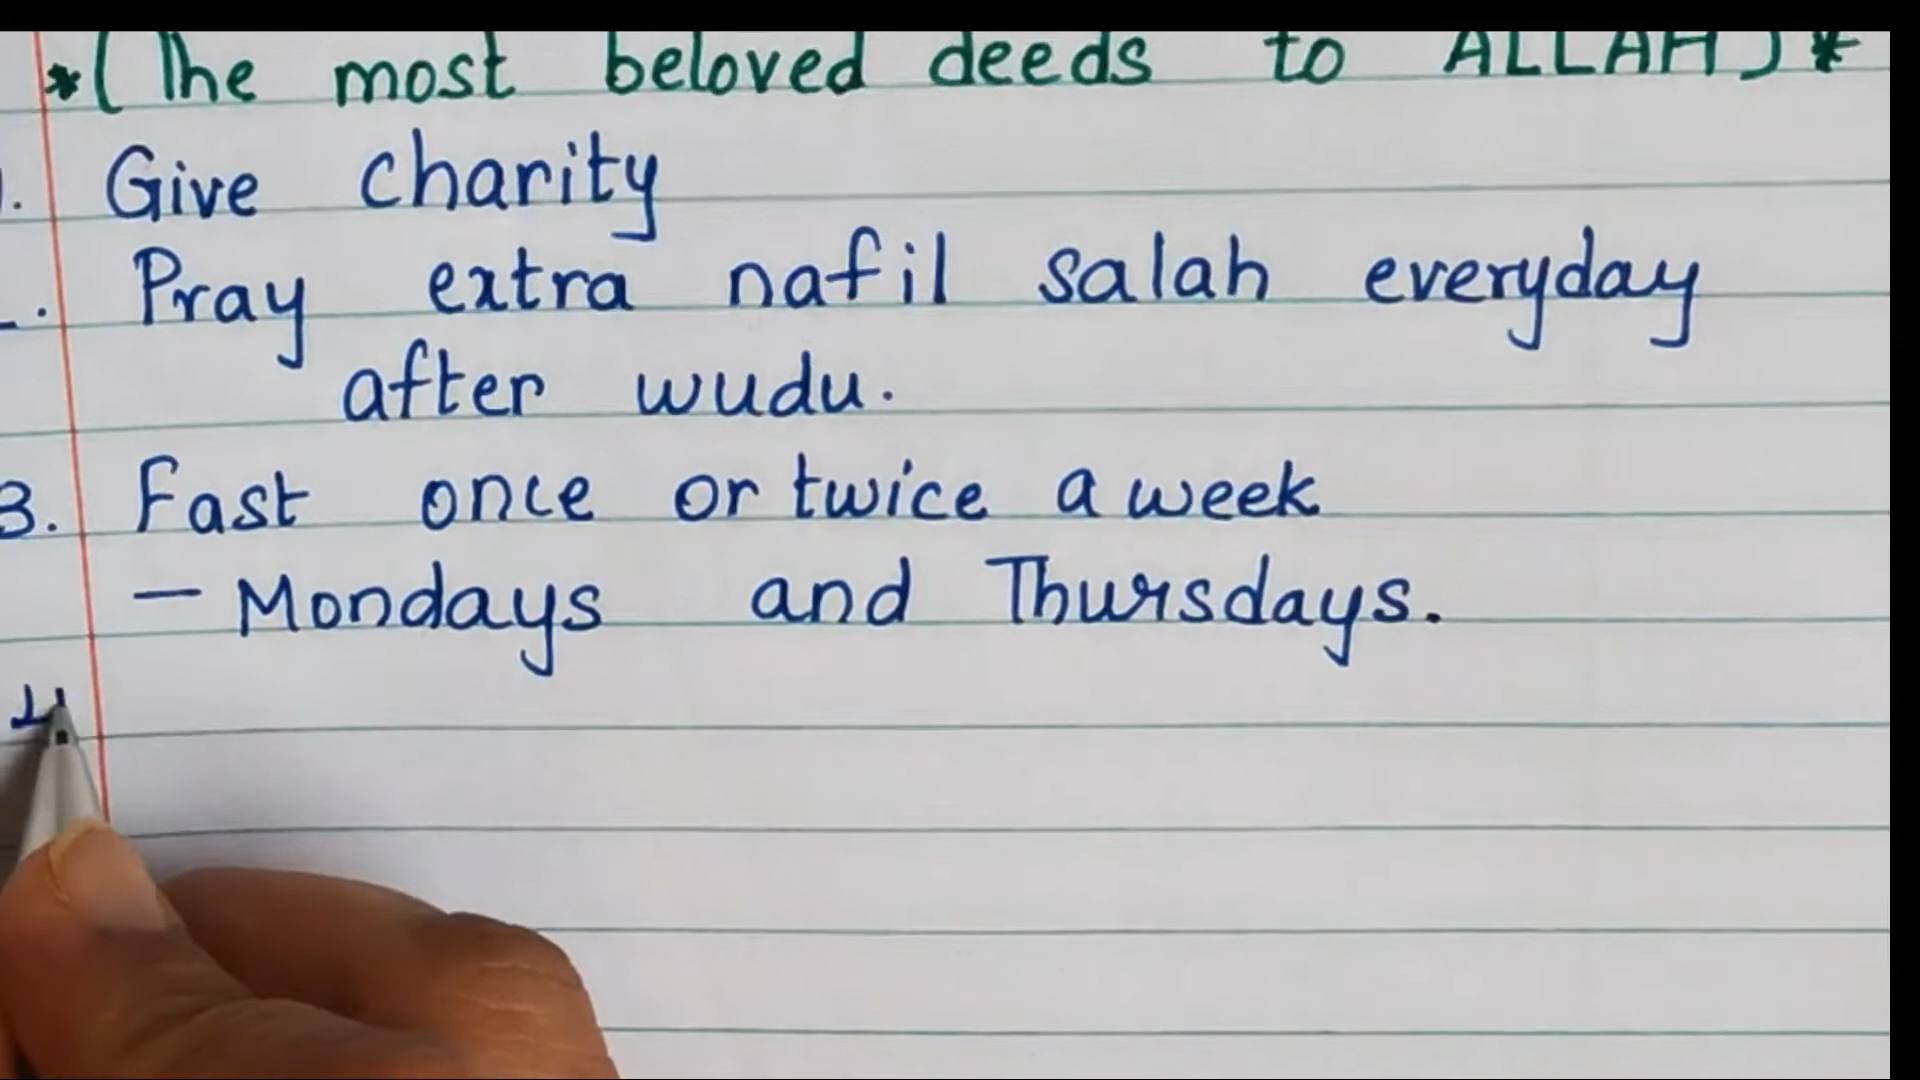 *(The most beloved deeds to ALLAH)*
1. Give charity
2. Pray extra nafil salah everyday
after wudu.
3. Fast once or twice a week
- Mondays and Thursdays.
4